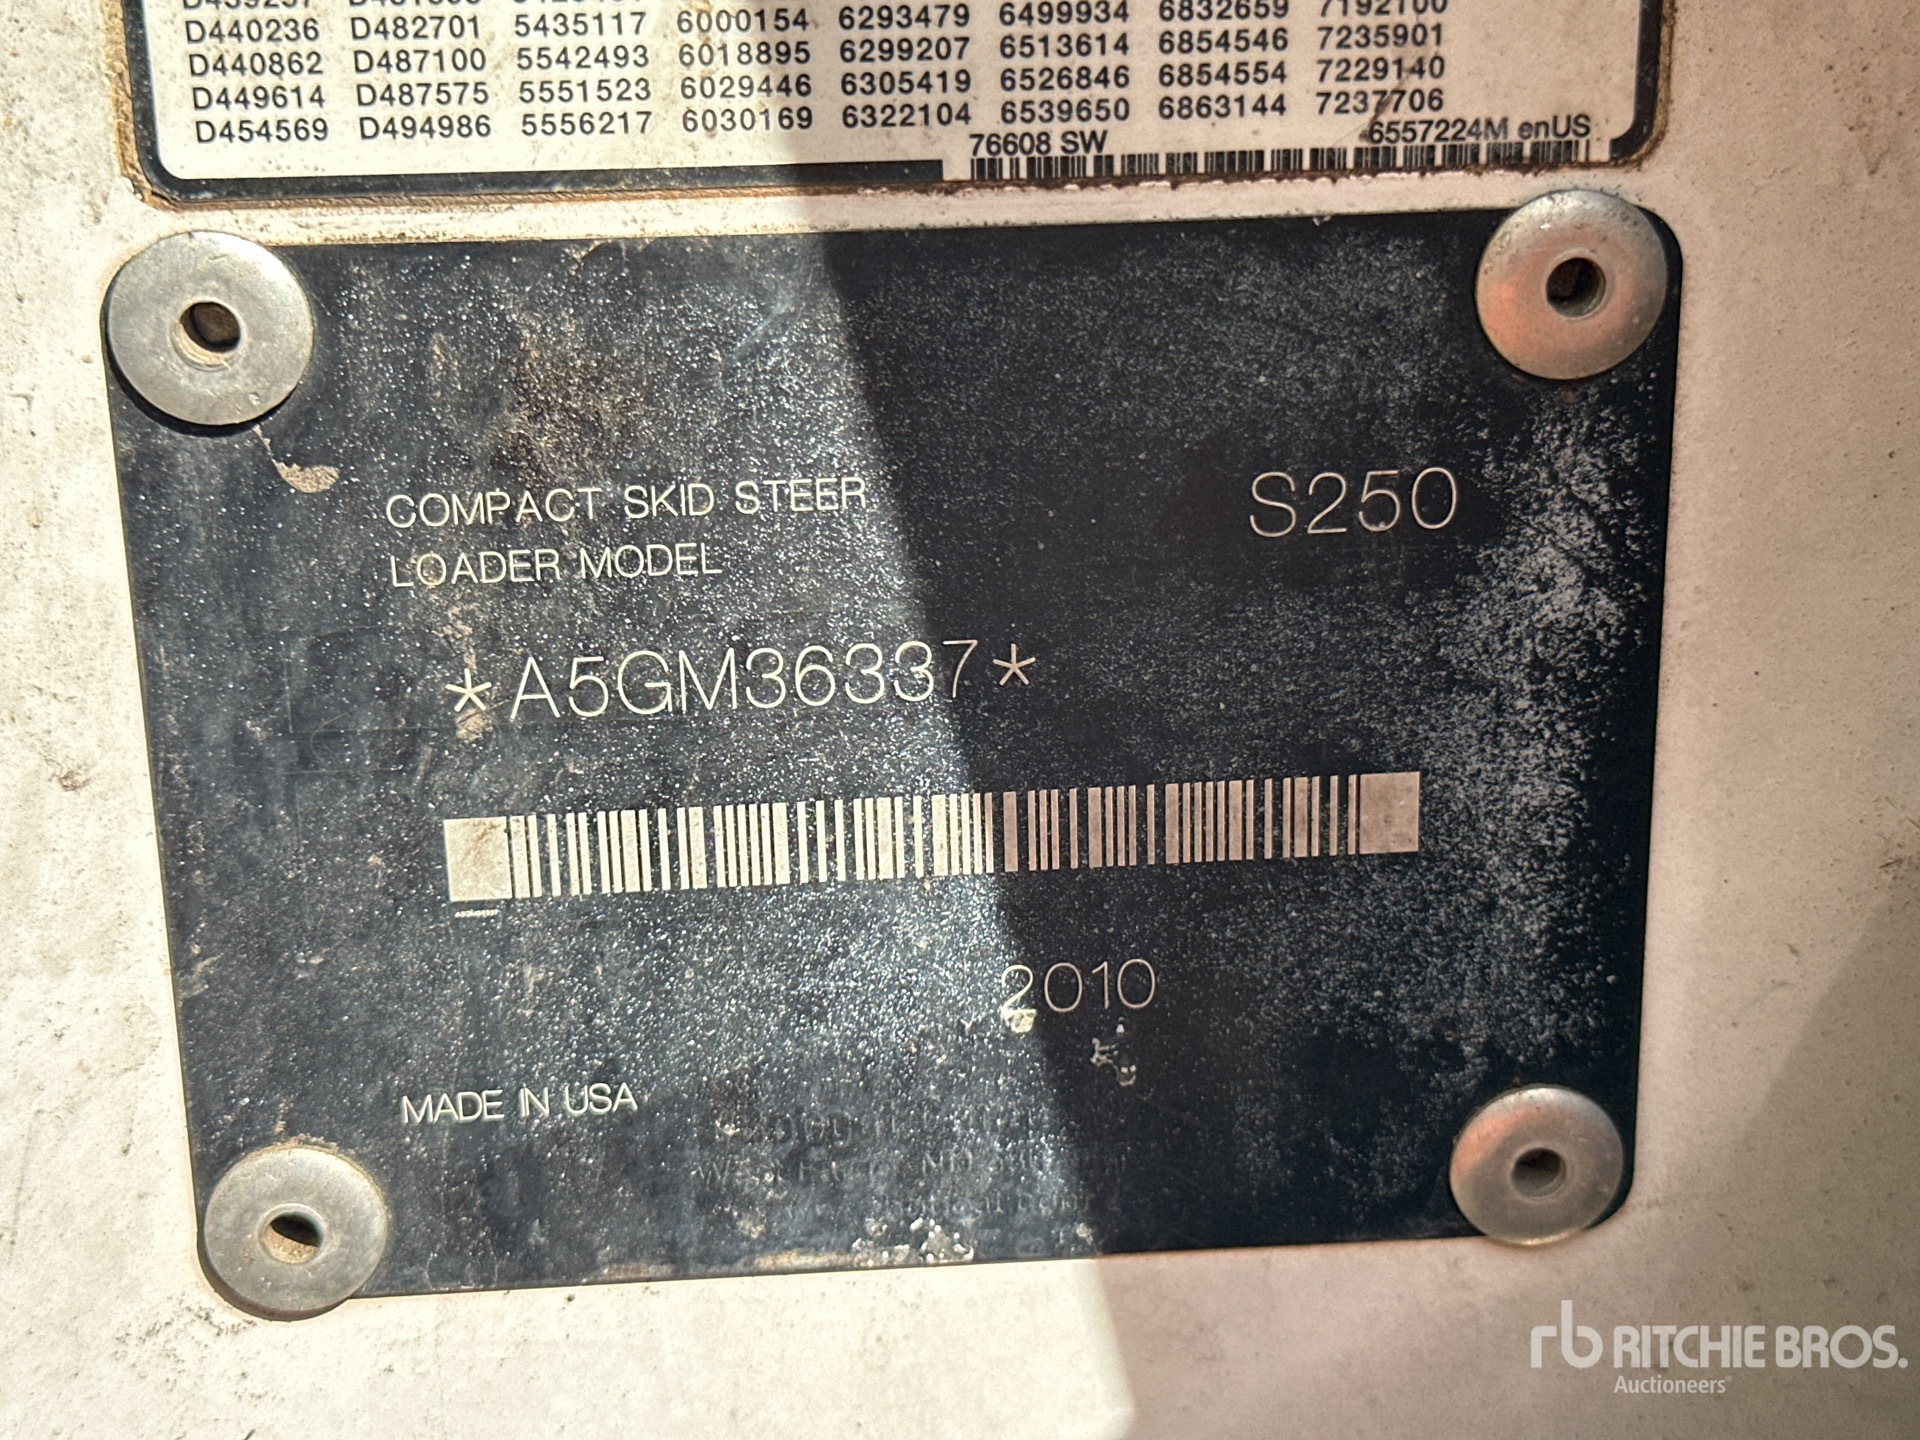 D440236 D482701 5435117 6000154 6293479 6499934 6832659 7192100
D440862 D487100 5542493 6018895 6299207 6513614 6854546 7235901
D449614 D487575 5551523 6029446 6305419 6526846 6854554 7229140
D454569 D494986 5556217 6030169 6322104 6539650 6863144 7237706
76608 SW 6557224M enUS
COMPACT SKID STEER S250
LOADER MODEL
*A5GM36337*
2010
MADE IN USA
rb RITCHIE BROS.
Auctioneers